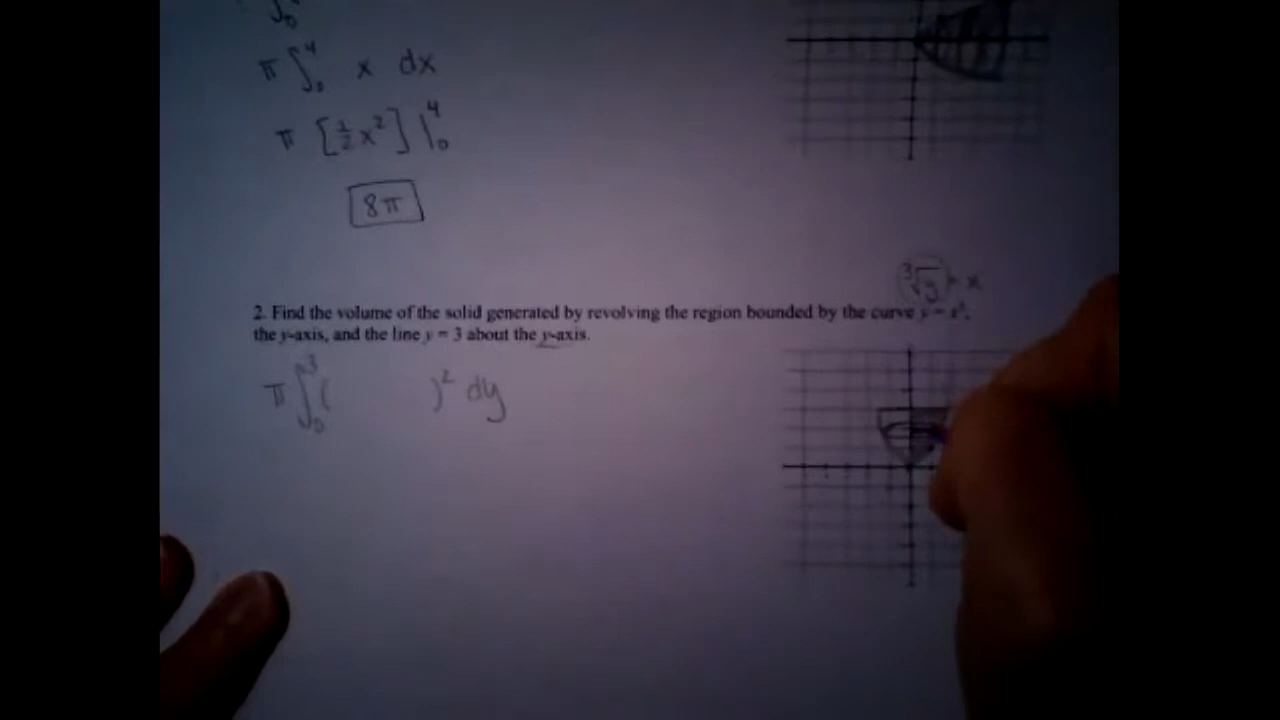 π ∫₀⁴ x dx
π [½x²] |₀⁴
8π
∛y = x
2. Find the volume of the solid generated by revolving the region bounded by the curve y = x³,
the y-axis, and the line y = 3 about the y-axis.
π ∫₀³ ( )² dy